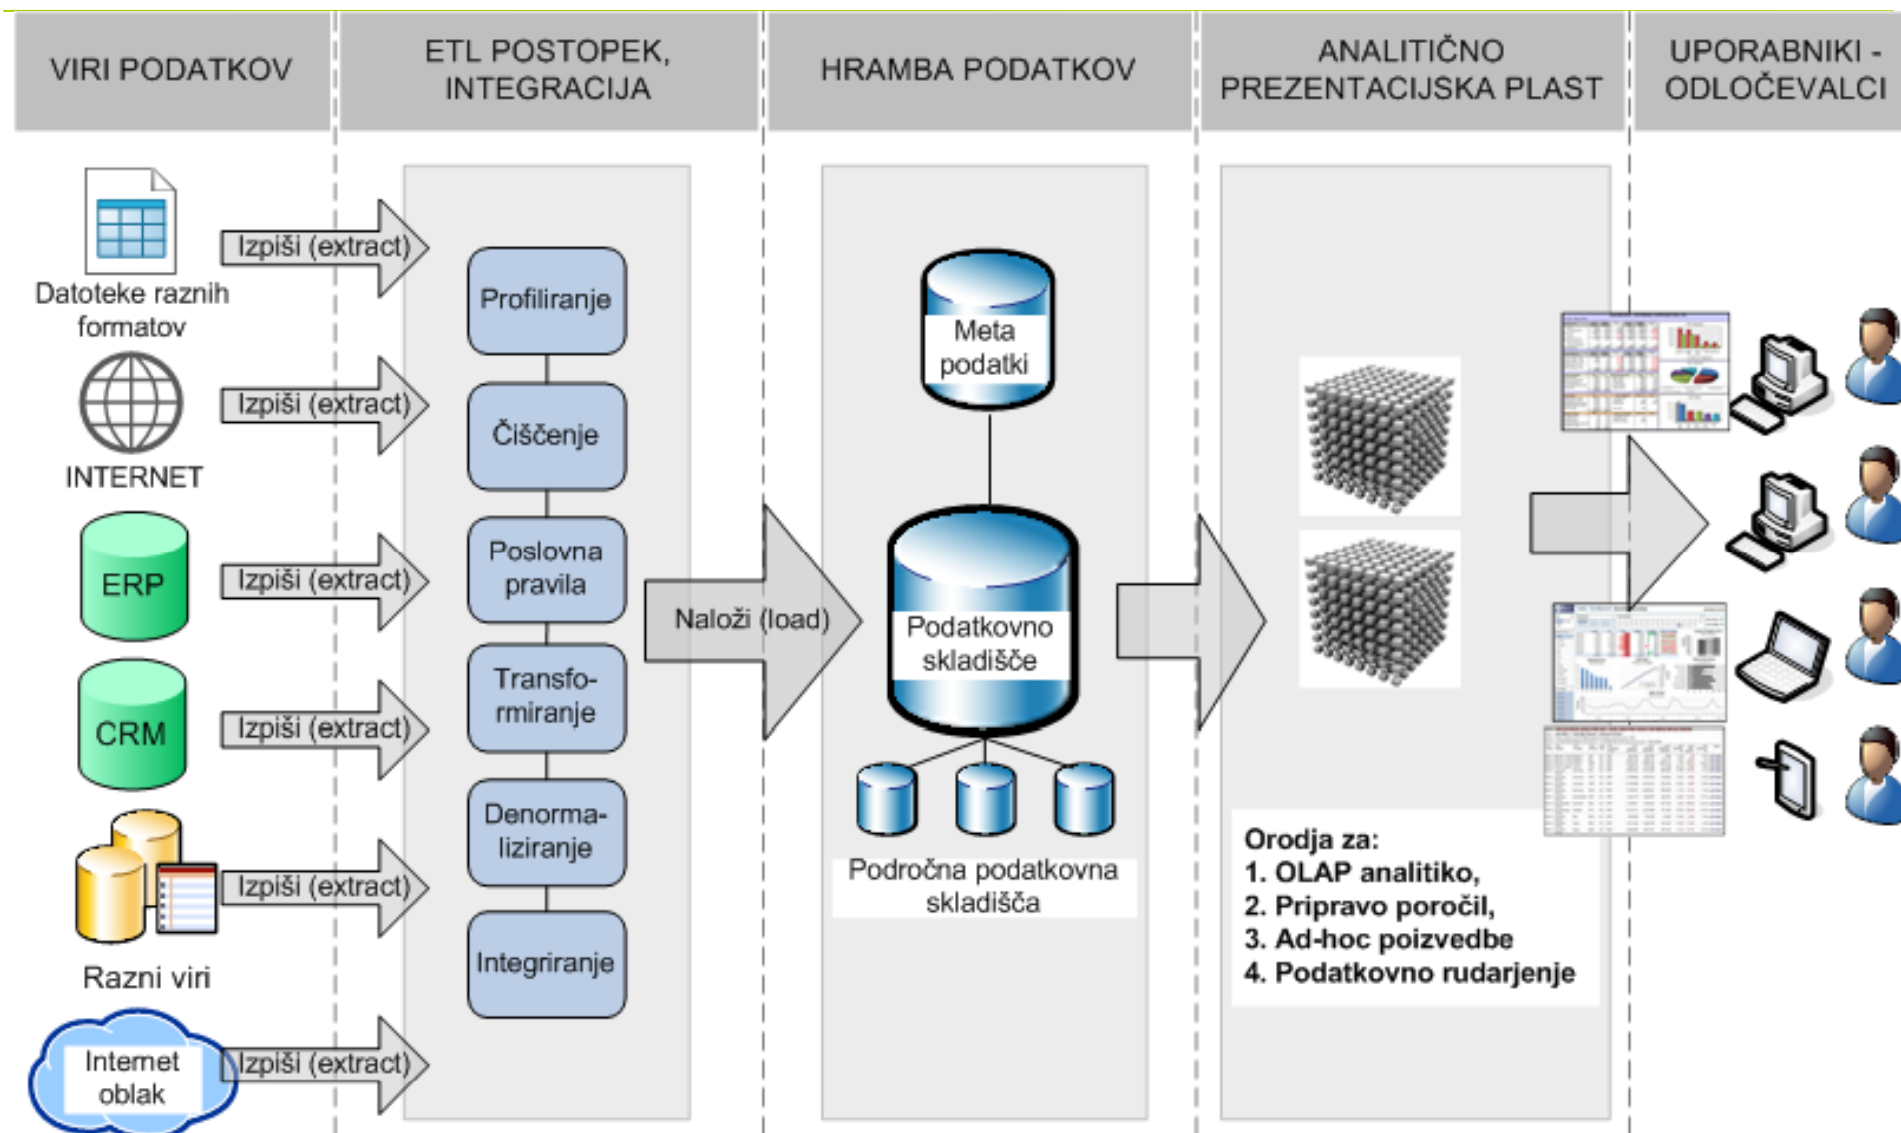 VIRI PODATKOV
ETL POSTOPEK,
INTEGRACIJA
HRAMBA PODATKOV
ANALITIČNO
PREZENTACIJSKA PLAST
UPORABNIKI -
ODLOČEVALCI
Datoteke raznih
formatov
INTERNET
ERP
CRM
Razni viri
Internet
oblak
Izpiši (extract)
Izpiši (extract)
Izpiši (extract)
Izpiši (extract)
Izpiši (extract)
Izpiši (extract)
Profiliranje
Čiščenje
Poslovna
pravila
Transfo-
rmiranje
Denorma-
liziranje
Integriranje
Naloži (load)
Meta
podatki
Podatkovno
skladišče
Področna podatkovna
skladišča
Orodja za:
1. OLAP analitiko,
2. Pripravo poročil,
3. Ad-hoc poizvedbe
4. Podatkovno rudarjenje